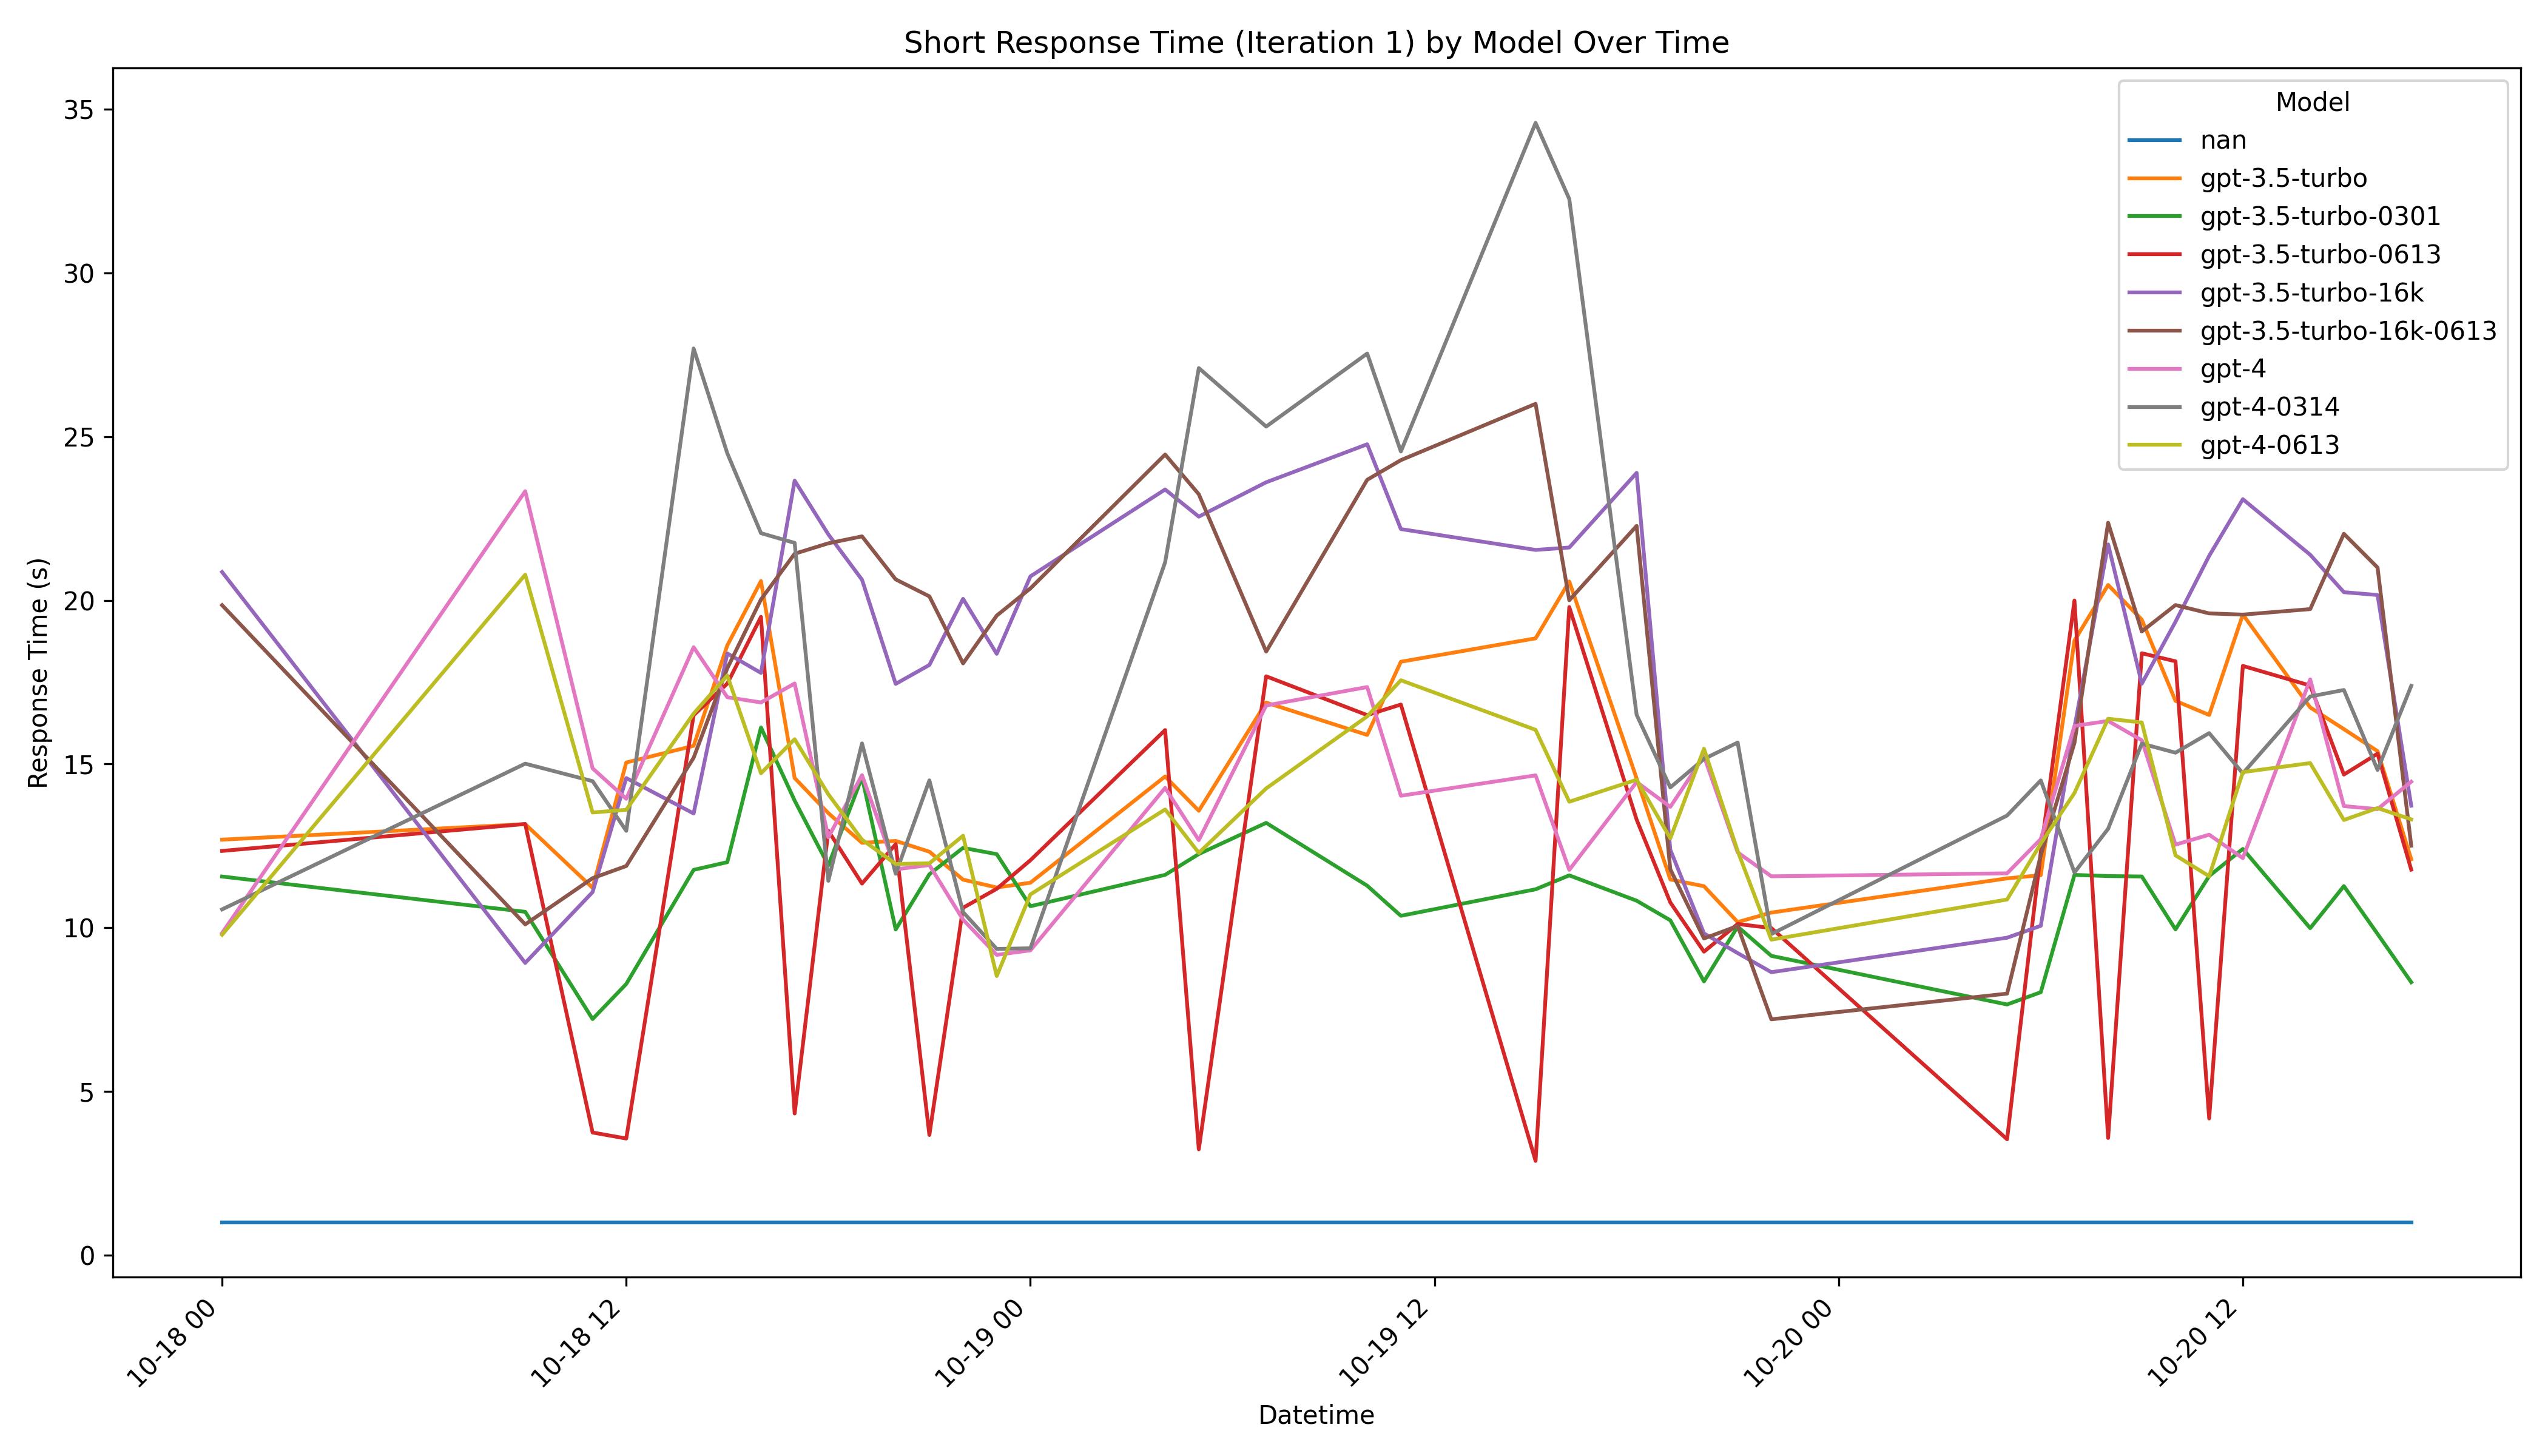 Short Response Time (Iteration 1) by Model Over Time
Response Time (s)
35
30
25
20
15
10
5
0
Model
nan
gpt-3.5-turbo
gpt-3.5-turbo-0301
gpt-3.5-turbo-0613
gpt-3.5-turbo-16k
gpt-3.5-turbo-16k-0613
gpt-4
gpt-4-0314
gpt-4-0613
10-18 00
10-18 12
10-19 00
10-19 12
10-20 00
10-20 12
Datetime